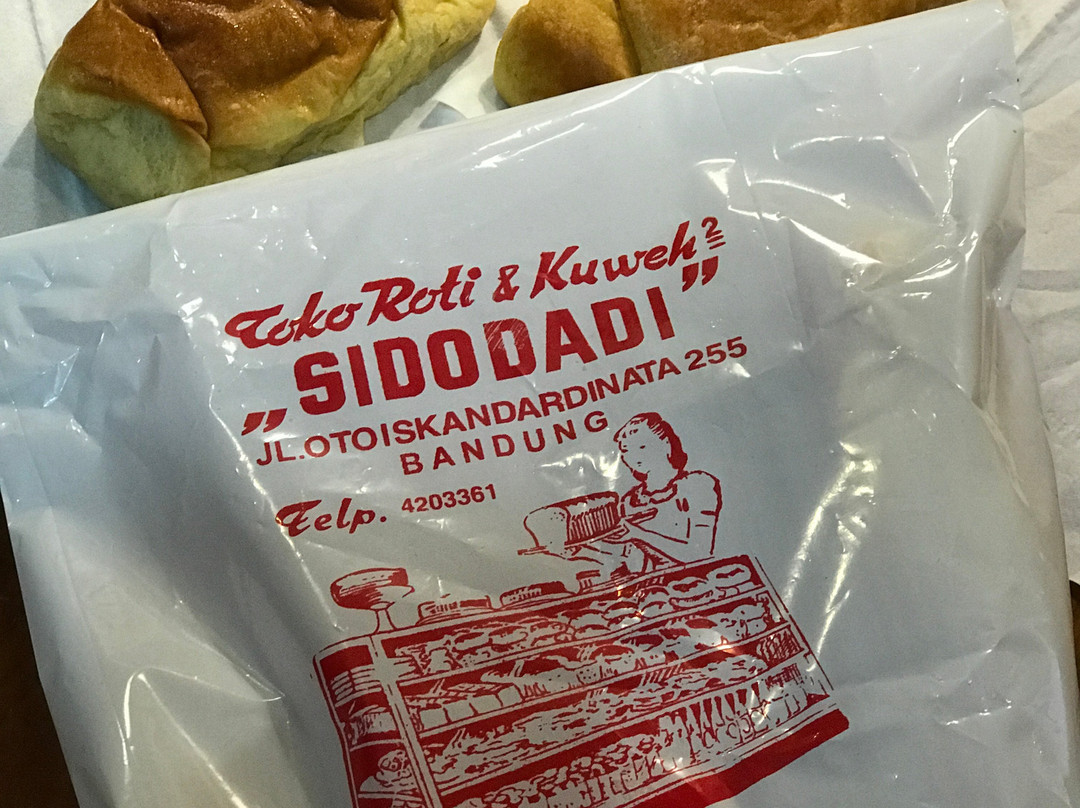 Toko Roti & Kuweh²
„SIDODADI”
JL.OTOISKANDARDINATA 255
BANDUNG
Telp. 4203361